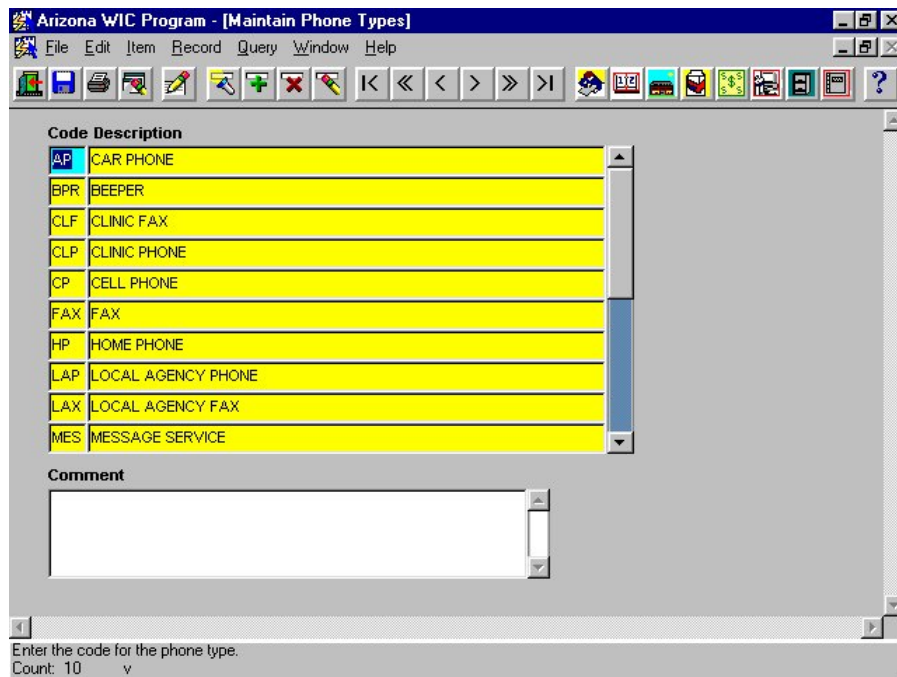 Arizona WIC Program - [Maintain Phone Types]
File Edit Item Record Query Window Help
Code Description
AP CAR PHONE
BPR BEEPER
CLF CLINIC FAX
CLP CLINIC PHONE
CP CELL PHONE
FAX FAX
HP HOME PHONE
LAP LOCAL AGENCY PHONE
LAX LOCAL AGENCY FAX
MES MESSAGE SERVICE
Comment
Enter the code for the phone type.
Count: 10 v